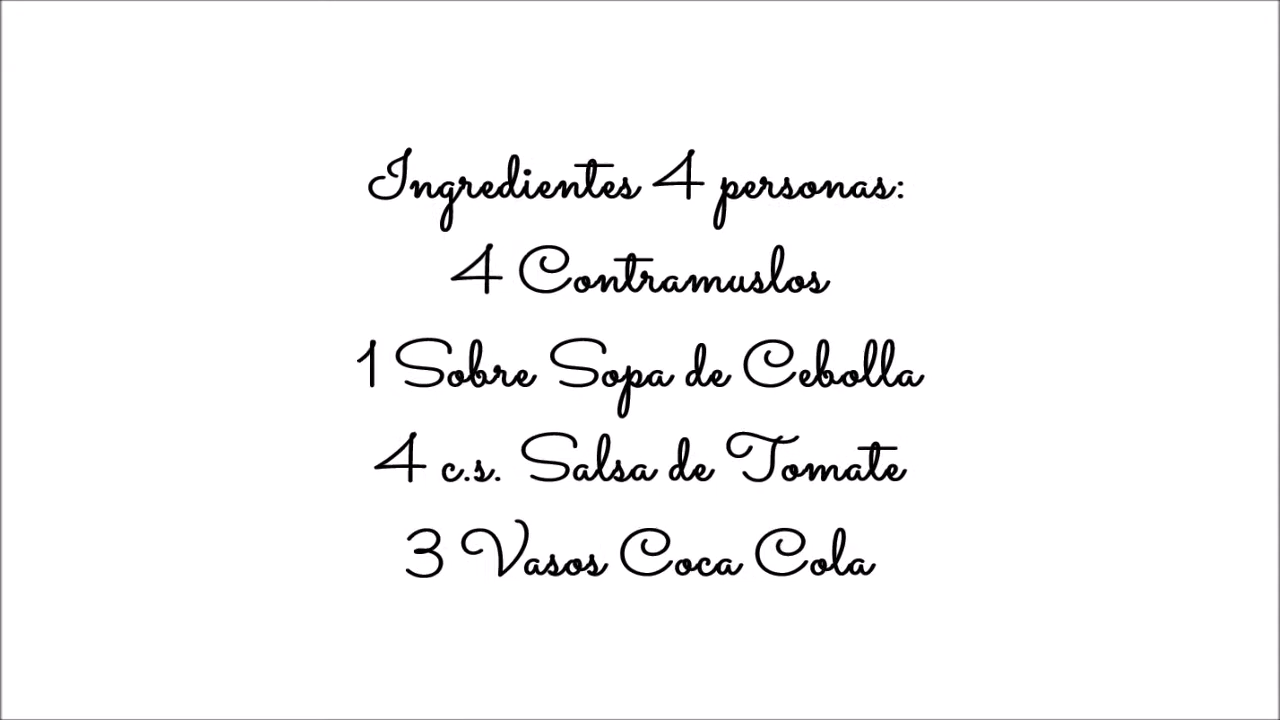 Ingredientes 4 personas:
4 Contramuslos
1 Sobre Sopa de Cebolla
4 c.s. Salsa de Tomate
3 Vasos Coca Cola